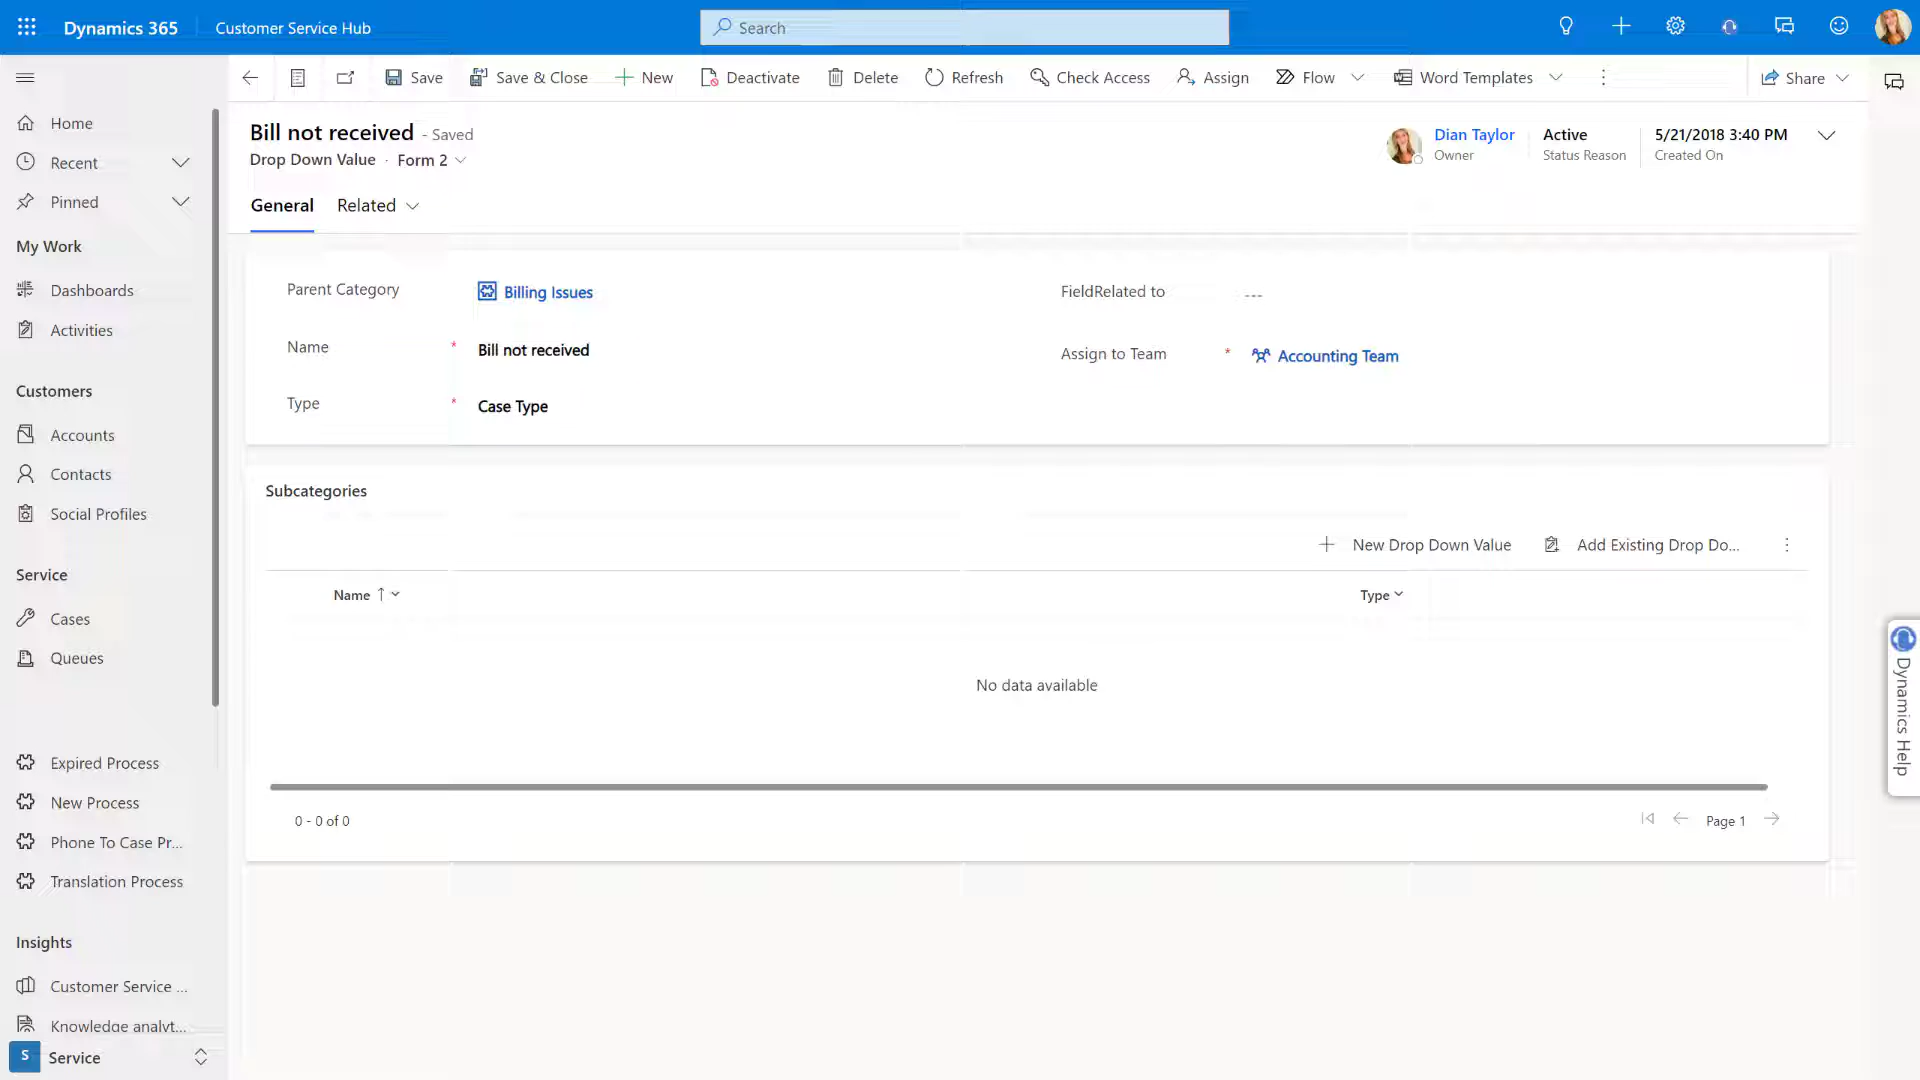 Dynamics 365
Customer Service Hub
Search
Save
Save & Close
New
Deactivate
Delete
Refresh
Check Access
Assign
Flow
Word Templates
Share
Home
Recent
Pinned
My Work
Dashboards
Activities
Customers
Accounts
Contacts
Social Profiles
Service
Cases
Queues
Expired Process
New Process
Phone To Case Pr...
Translation Process
Insights
Customer Service ...
Knowledge analyt...
S Service
Bill not received - Saved
Drop Down Value · Form 2
Dian Taylor
Owner
Active
Status Reason
5/21/2018 3:40 PM
Created On
General
Related
Parent Category
Billing Issues
Name * Bill not received
Type * Case Type
FieldRelated to ---
Assign to Team * Accounting Team
Subcategories
New Drop Down Value
Add Existing Drop Do...
Name
Type
No data available
0 - 0 of 0
Page 1
Dynamics Help